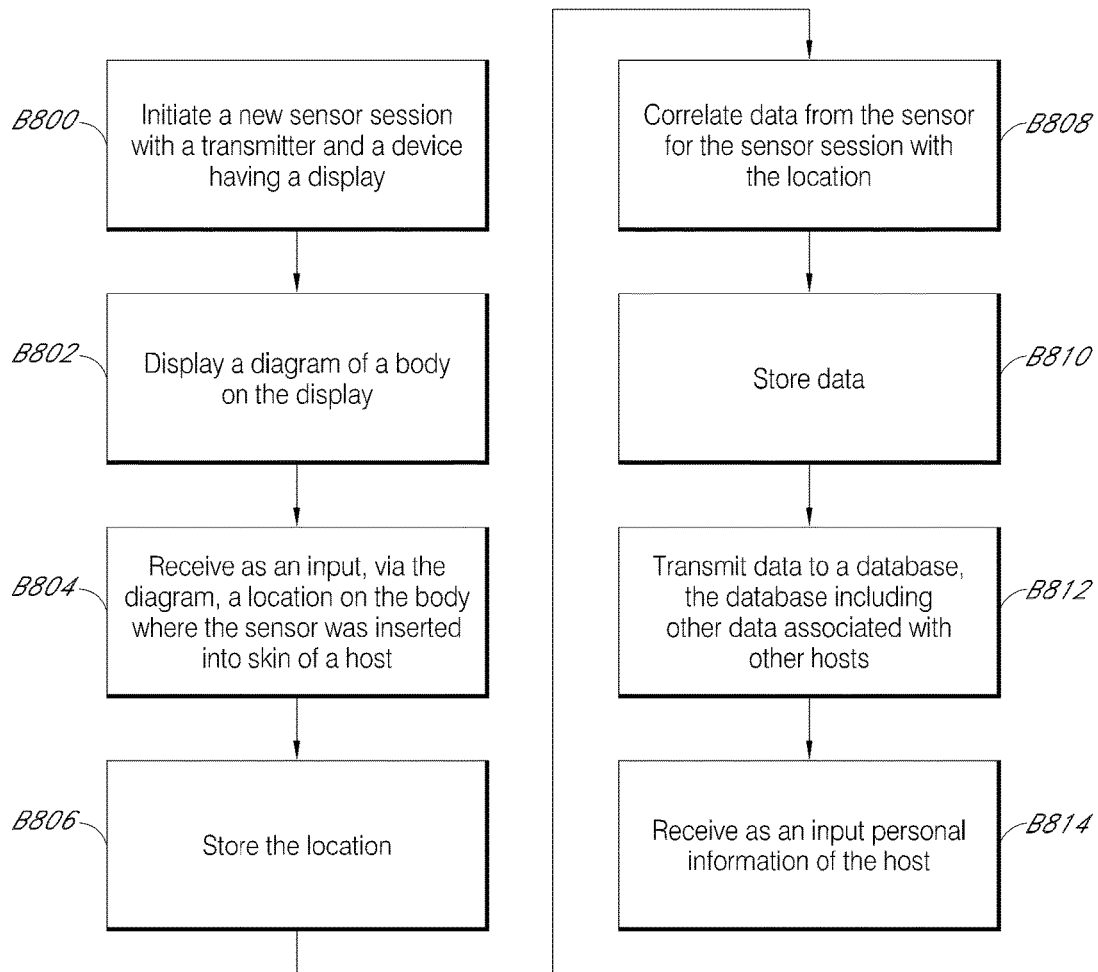 B800
Initiate a new sensor session
with a transmitter and a device
having a display
B802
Display a diagram of a body
on the display
B804
Receive as an input, via the
diagram, a location on the body
where the sensor was inserted
into skin of a host
B806
Store the location
Correlate data from the sensor
for the sensor session with
the location
B808
Store data
B810
Transmit data to a database,
the database including
other data associated with
other hosts
B812
Receive as an input personal
information of the host
B814